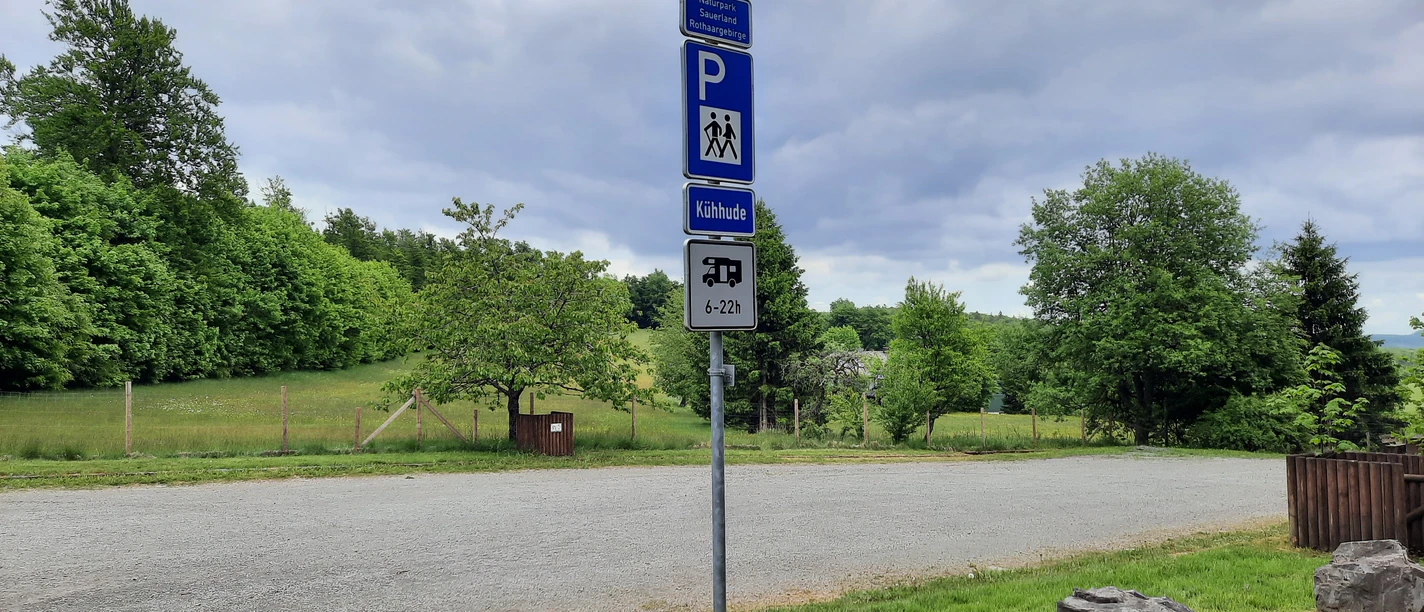 Naturpark
Sauerland
Rothaargebirge
P
Kühhude
6-22h